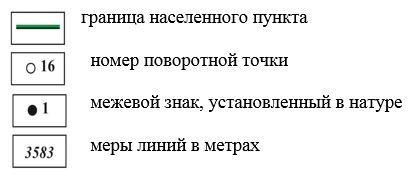 граница населенного пункта
16 номер поворотной точки
1 межевой знак, установленный в натуре
3583 меры линий в метрах